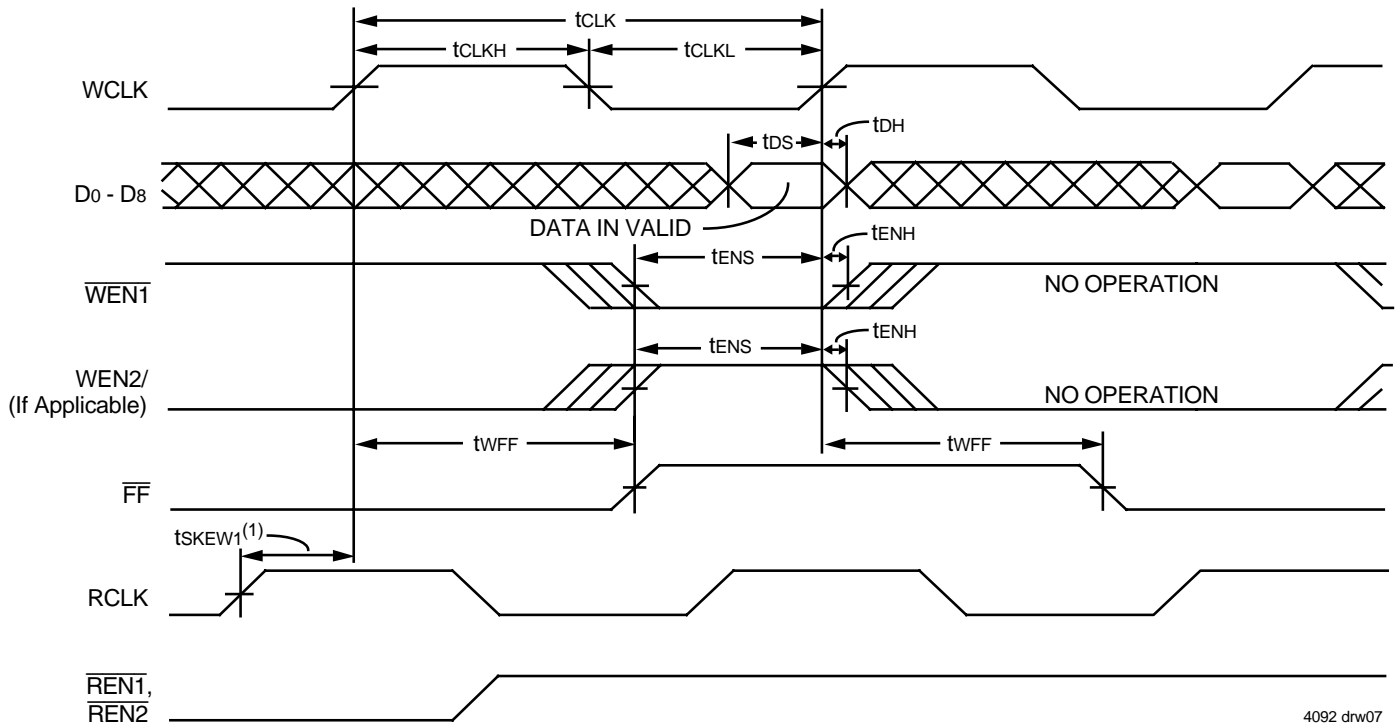 tCLK
tCLKH
tCLKL
WCLK
tDS
tDH
D0 - D8
DATA IN VALID
tENS
tENH
WEN1
NO OPERATION
tENS
tENH
WEN2/
(If Applicable)
NO OPERATION
tWFF
tWFF
FF
tSKEW1(1)
RCLK
REN1,
REN2
4092 drw07